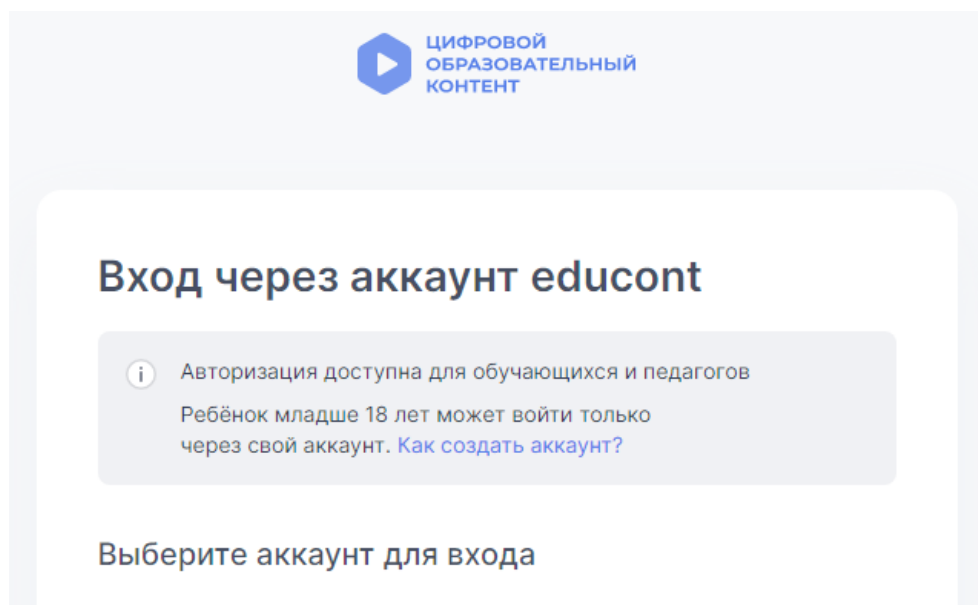 ЦИФРОВОЙ
ОБРАЗОВАТЕЛЬНЫЙ
КОНТЕНТ
Вход через аккаунт educont
Авторизация доступна для обучающихся и педагогов
Ребёнок младше 18 лет может войти только
через свой аккаунт. Как создать аккаунт?
Выберите аккаунт для входа